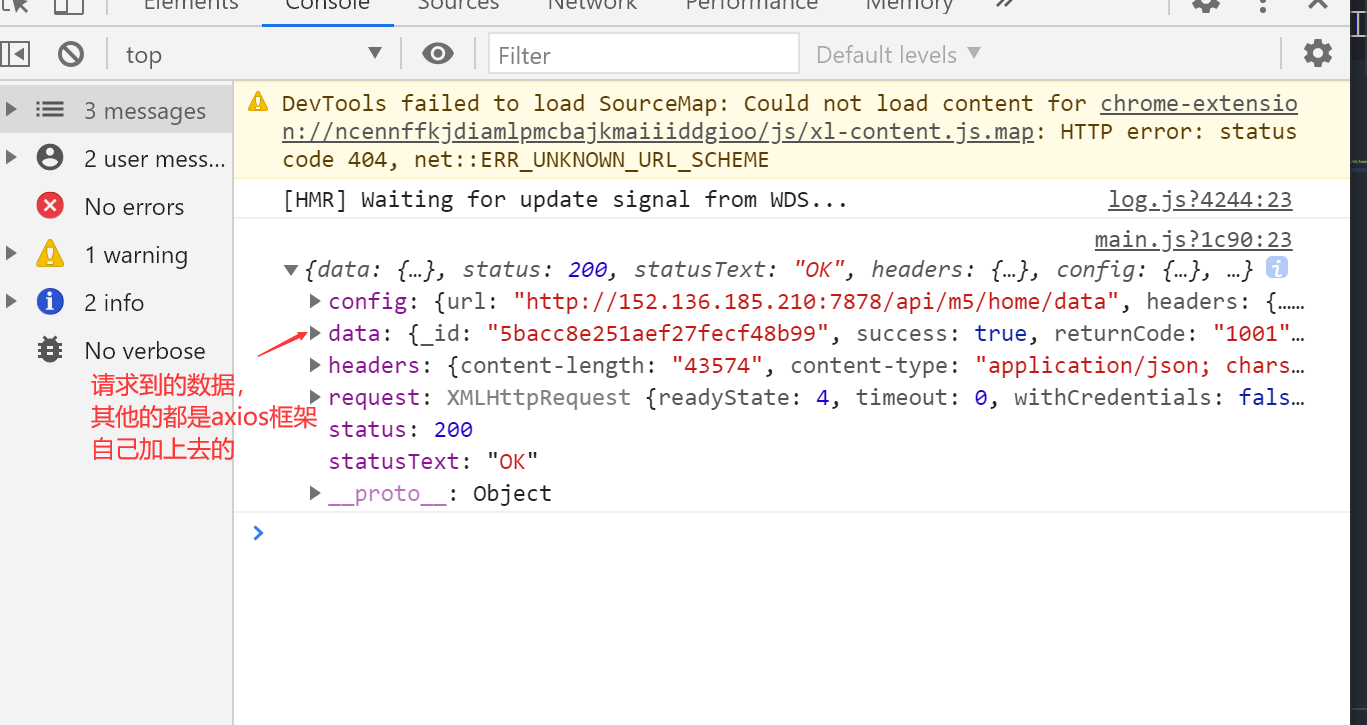 Elements Console Sources Network Performance Memory »
top Filter Default levels
3 messages
2 user mess...
No errors
1 warning
2 info
No verbose
请求到的数据，
其他的都是axios框架
自己加上去的
DevTools failed to load SourceMap: Could not load content for chrome-extensio
n://ncennffkjdiamlpmcbajkmaiiiddgioo/js/xl-content.js.map: HTTP error: status
code 404, net::ERR_UNKNOWN_URL_SCHEME
[HMR] Waiting for update signal from WDS... log.js?4244:23
main.js?1c90:23
{data: {…}, status: 200, statusText: "OK", headers: {…}, config: {…}, …}
config: {url: "http://152.136.185.210:7878/api/m5/home/data", headers: {……
data: {_id: "5bacc8e251aef27fecf48b99", success: true, returnCode: "1001"…
headers: {content-length: "43574", content-type: "application/json; chars…
request: XMLHttpRequest {readyState: 4, timeout: 0, withCredentials: fals…
status: 200
statusText: "OK"
__proto__: Object